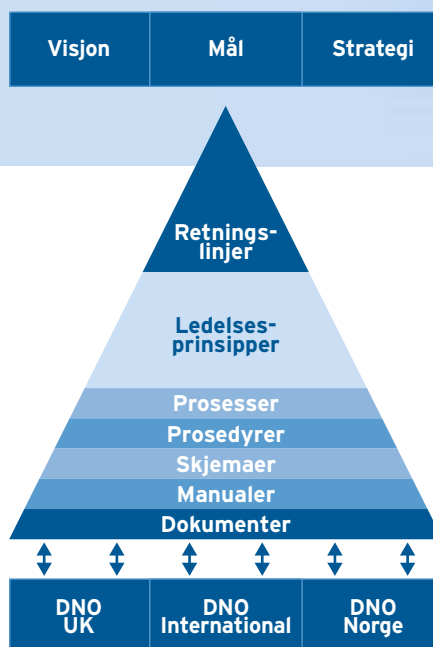 Visjon Mål Strategi
Retnings-
linjer
Ledelses-
prinsipper
Prosesser
Prosedyrer
Skjemaer
Manualer
Dokumenter
DNO
UK
DNO
International
DNO
Norge